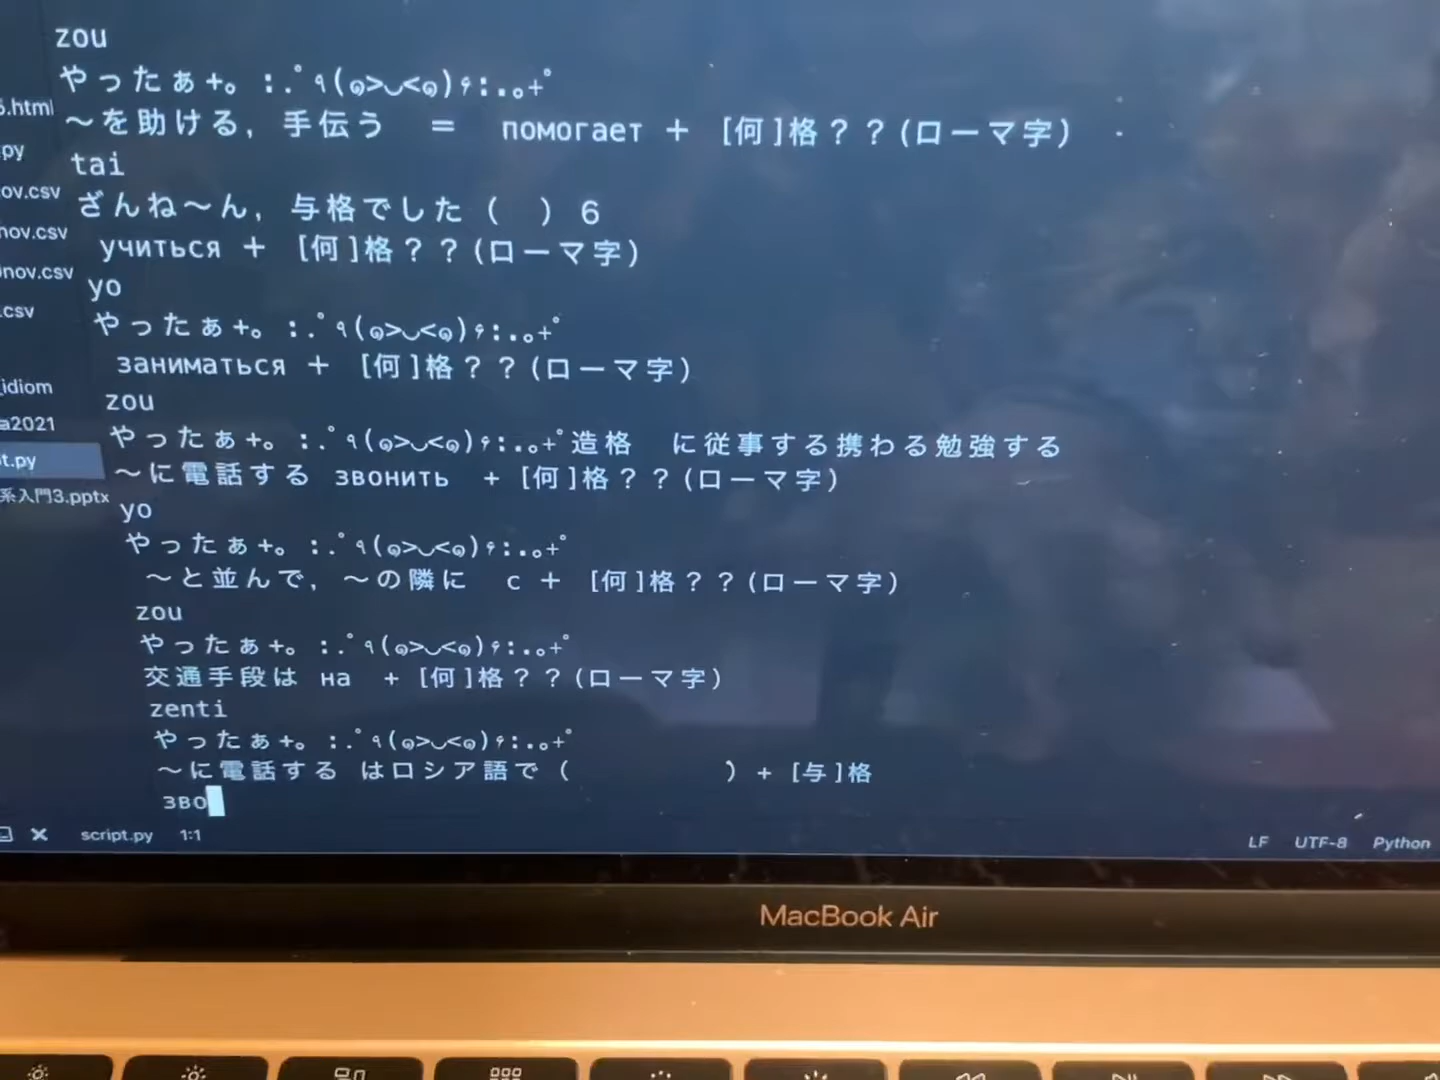 zou
やったぁ+。:.ﾟ٩(๑>◡<๑)۶:.｡+ﾟ
～を助ける, 手伝う = помогает + [何]格？？(ローマ字)
tai
ざんね～ん, 与格でした ( ) 6
учиться + [何]格？？(ローマ字)
yo
やったぁ+。:.ﾟ٩(๑>◡<๑)۶:.｡+ﾟ
заниматься + [何]格？？(ローマ字)
zou
やったぁ+。:.ﾟ٩(๑>◡<๑)۶:.｡+ﾟ造格 に従事する携わる勉強する
～に電話する звонить + [何]格？？(ローマ字)
yo
やったぁ+。:.ﾟ٩(๑>◡<๑)۶:.｡+ﾟ
～と並んで, ～の隣に с + [何]格？？(ローマ字)
zou
やったぁ+。:.ﾟ٩(๑>◡<๑)۶:.｡+ﾟ
交通手段は на + [何]格？？(ローマ字)
zenti
やったぁ+。:.ﾟ٩(๑>◡<๑)۶:.｡+ﾟ
～に電話する はロシア語で ( ) + [与]格
зво
.html
.py
ov.csv
nov.csv
nov.csv
.csv
_idiom
a2021
t.py
系入門3.pptx
script.py 1:1
LF UTF-8 Python
MacBook Air